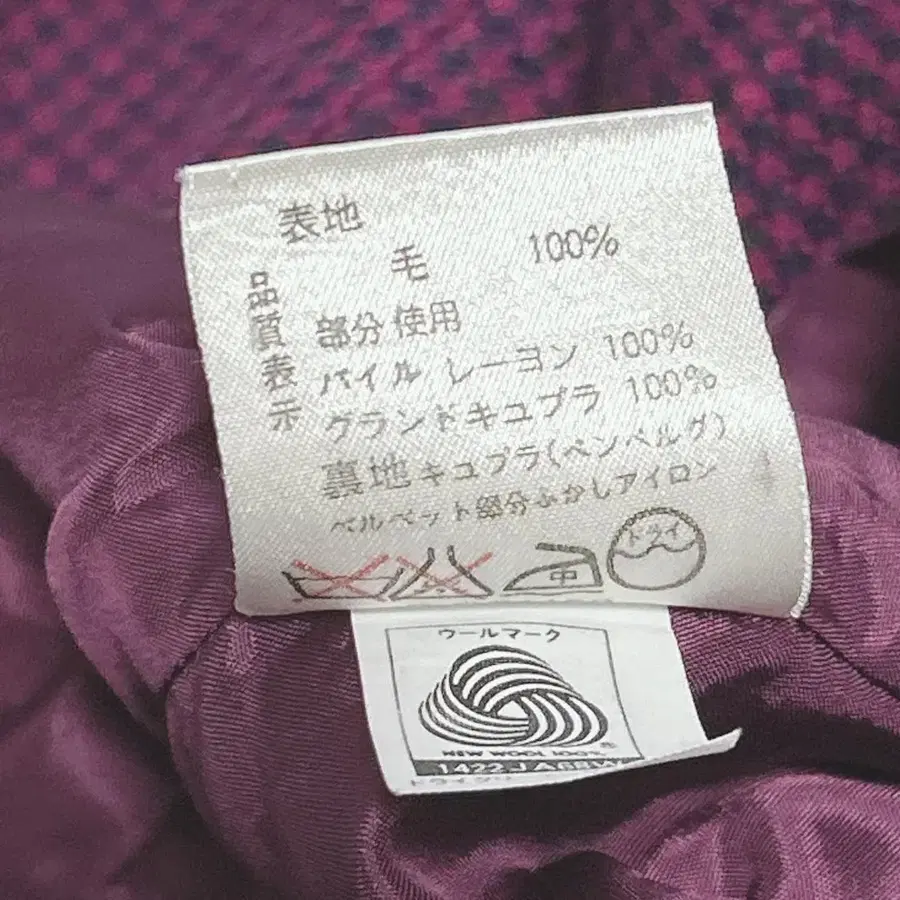 表地
毛 100%
品質表示
部分使用
パイル レーヨン 100%
グランドキュプラ 100%
裏地キュプラ(ベンベルグ)
ベルベット部分ふかしアイロン
中
ドライ
ウールマーク
NEW WOOL 100% ®
1422JA68W